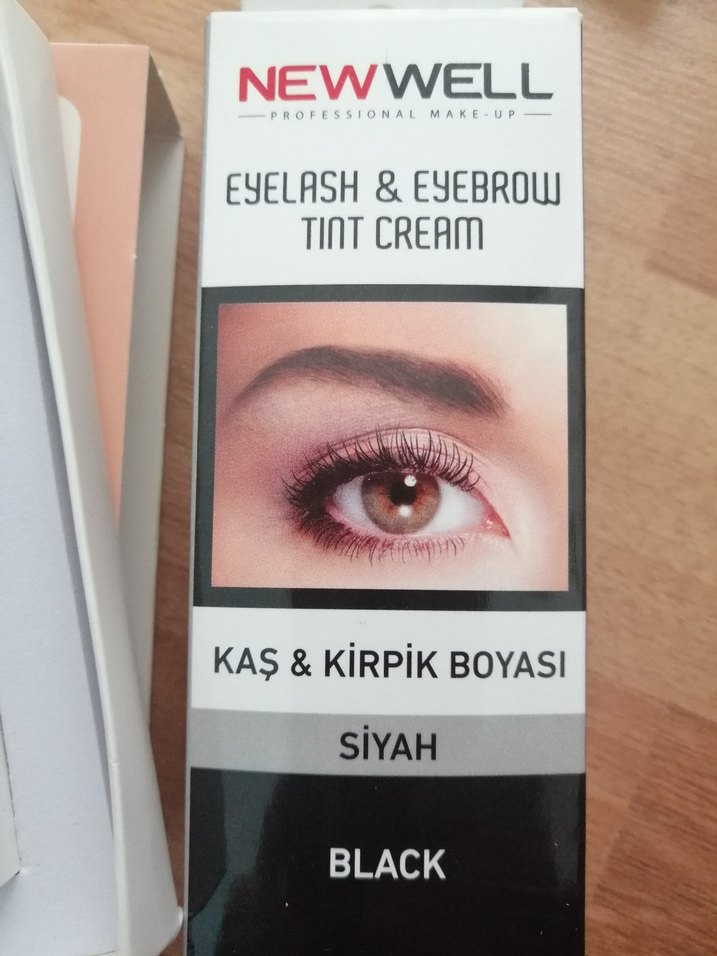 NEWWELL
PROFESSIONAL MAKE-UP
EYELASH & EYEBROW
TINT CREAM
KAŞ & KİRPİK BOYASI
SİYAH
BLACK